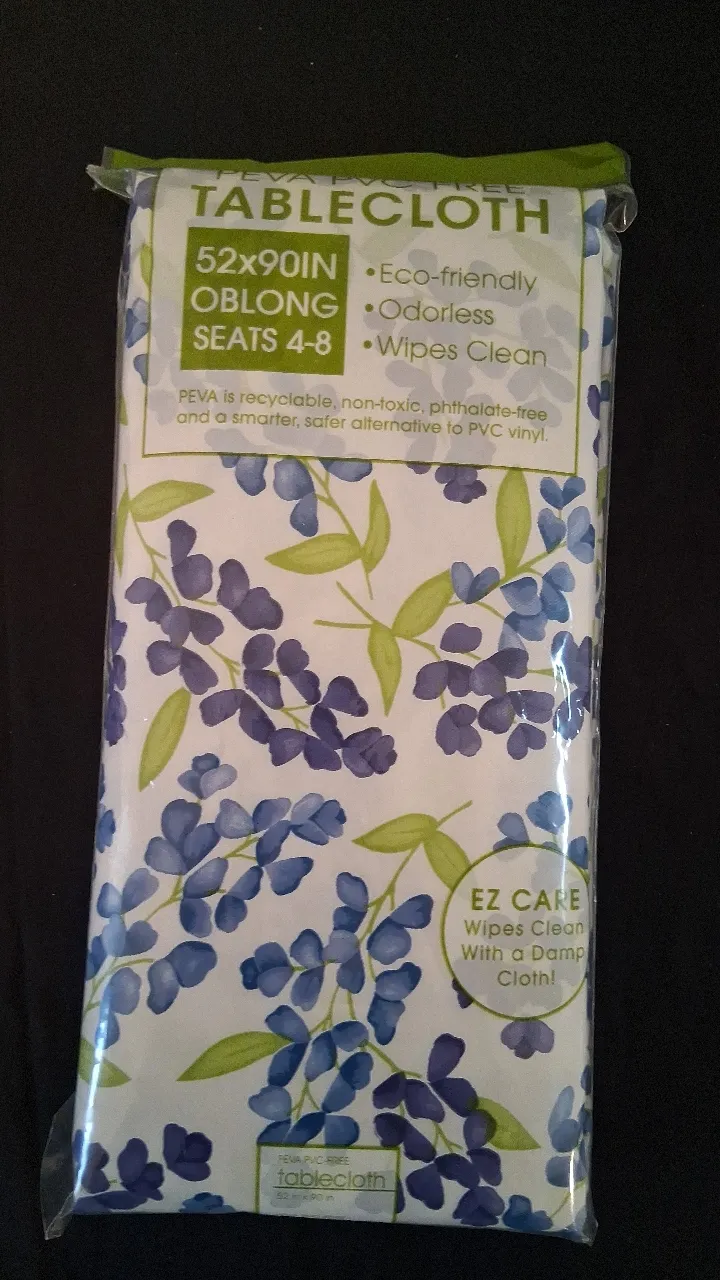 PEVA PVC-FREE
TABLECLOTH
52x90IN
OBLONG
SEATS 4-8
•Eco-friendly
•Odorless
•Wipes Clean
PEVA is recyclable, non-toxic, phthalate-free
and a smarter, safer alternative to PVC vinyl.
EZ CARE
Wipes Clean
With a Damp
Cloth!
PEVA PVC-FREE
tablecloth
52 in x 90 in